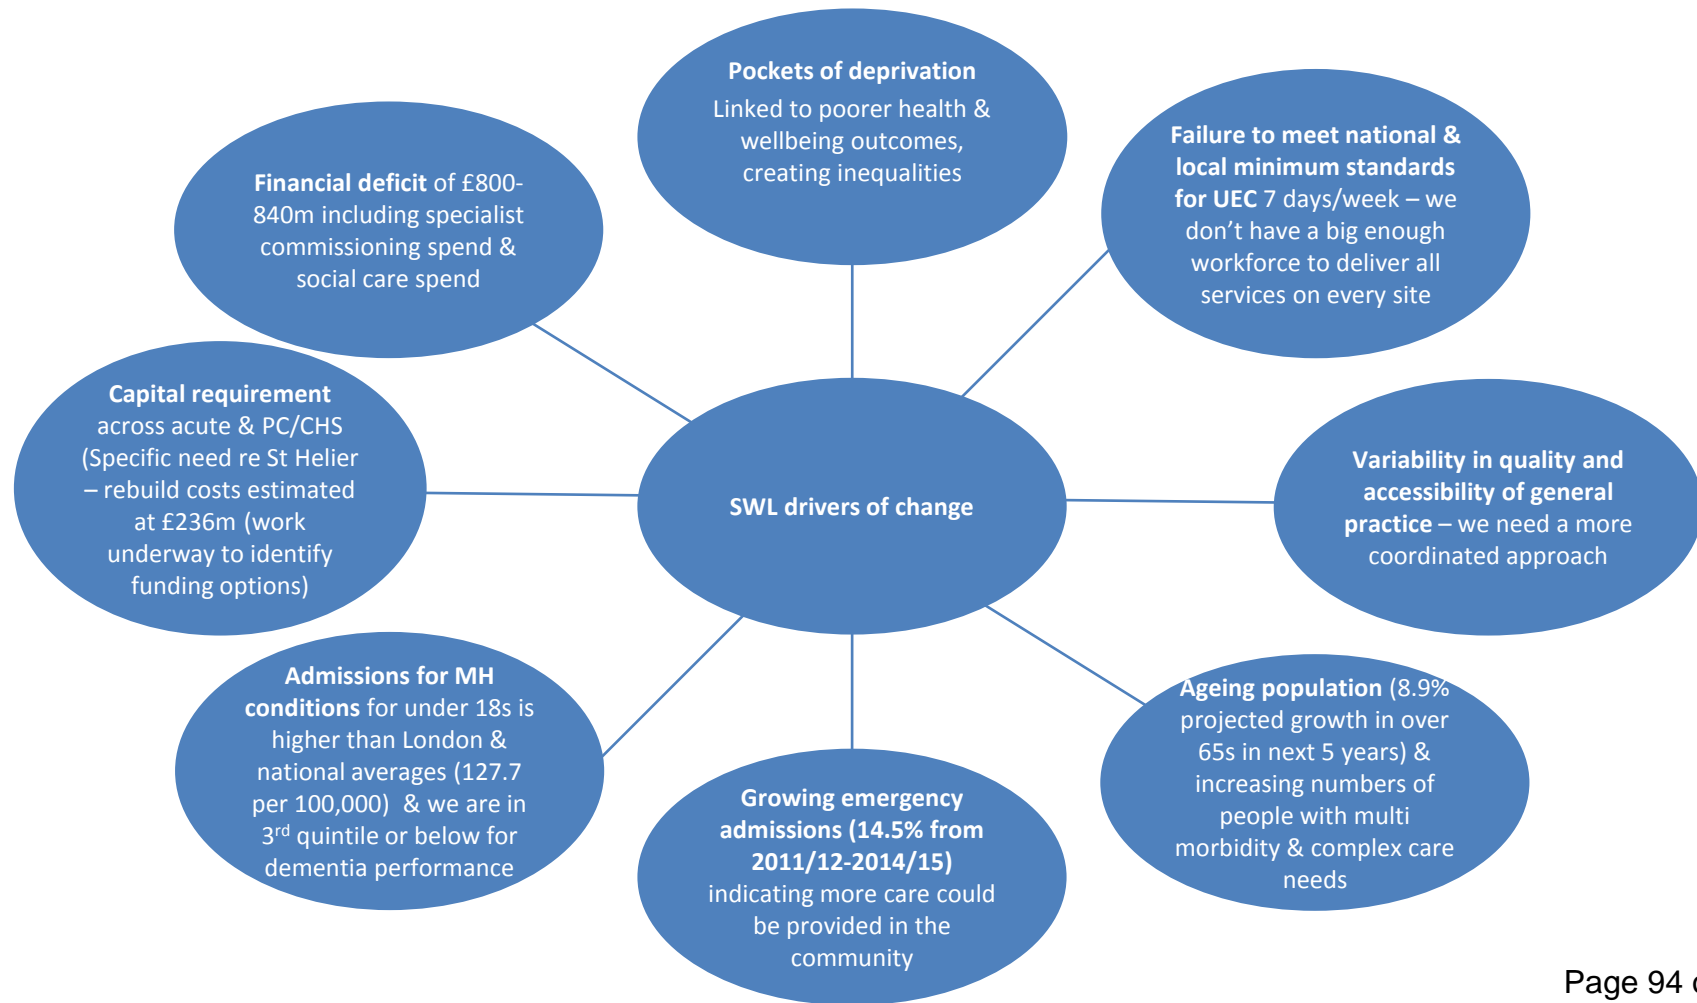 Pockets of deprivation
Linked to poorer health &
wellbeing outcomes,
creating inequalities
Failure to meet national &
local minimum standards
for UEC 7 days/week – we
don't have a big enough
workforce to deliver all
services on every site
Variability in quality and
accessibility of general
practice – we need a more
coordinated approach
Ageing population (8.9%
projected growth in over
65s in next 5 years) &
increasing numbers of
people with multi
morbidity & complex care
needs
Growing emergency
admissions (14.5% from
2011/12-2014/15)
indicating more care could
be provided in the
community
Admissions for MH
conditions for under 18s is
higher than London &
national averages (127.7
per 100,000) & we are in
3rd quintile or below for
dementia performance
Capital requirement
across acute & PC/CHS
(Specific need re St Helier
– rebuild costs estimated
at £236m (work
underway to identify
funding options)
Financial deficit of £800-
840m including specialist
commissioning spend &
social care spend
SWL drivers of change
Page 94